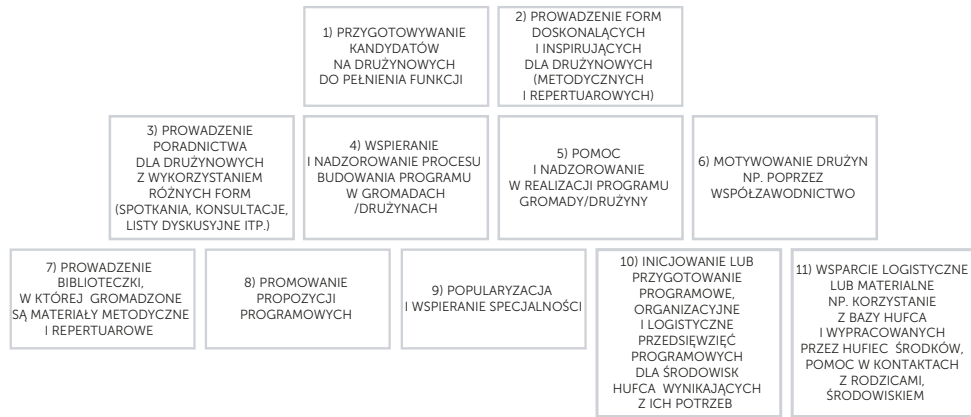 1) PRZYGOTOWYWANIE
KANDYDATÓW
NA DRUŻYNOWYCH
DO PEŁNIENIA FUNKCJI
2) PROWADZENIE FORM
DOSKONALĄCYCH
I INSPIRUJĄCYCH
DLA DRUŻYNOWYCH
(METODYCZNYCH
I REPERTUAROWYCH)
3) PROWADZENIE
PORADNICTWA
DLA DRUŻYNOWYCH
Z WYKORZYSTANIEM
RÓŻNYCH FORM
(SPOTKANIA, KONSULTACJE,
LISTY DYSKUSYJNE ITP.)
4) WSPIERANIE
I NADZOROWANIE PROCESU
BUDOWANIA PROGRAMU
W GROMADACH
/DRUŻYNACH
5) POMOC
I NADZOROWANIE
W REALIZACJI PROGRAMU
GROMADY/DRUŻYNY
6) MOTYWOWANIE DRUŻYN
NP. POPRZEZ
WSPÓŁZAWODNICTWO
7) PROWADZENIE
BIBLIOTECZKI,
W KTÓREJ GROMADZONE
SĄ MATERIAŁY METODYCZNE
I REPERTUAROWE
8) PROMOWANIE
PROPOZYCJI
PROGRAMOWYCH
9) POPULARYZACJA
I WSPIERANIE SPECJALNOŚCI
10) INICJOWANIE LUB
PRZYGOTOWANIE
PROGRAMOWE,
ORGANIZACYJNE
I LOGISTYCZNE
PRZEDSIĘWZIĘĆ
PROGRAMOWYCH
DLA ŚRODOWISK
HUFCA WYNIKAJĄCYCH
Z ICH POTRZEB
11) WSPARCIE LOGISTYCZNE
LUB MATERIALNE
NP. KORZYSTANIE
Z BAZY HUFCA
I WYPRACOWANYCH
PRZEZ HUFIEC ŚRODKÓW,
POMOC W KONTAKTACH
Z RODZICAMI,
ŚRODOWISKIEM